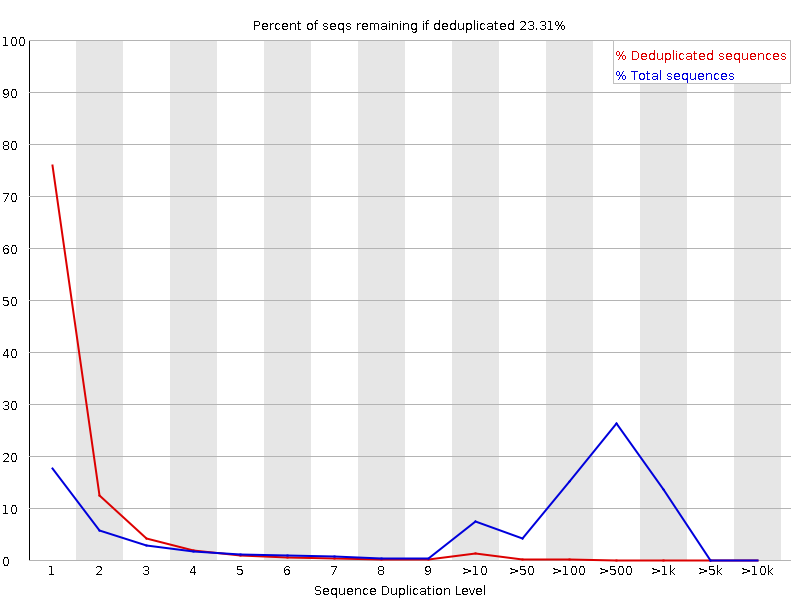 Percent of seqs remaining if deduplicated 23.31%
% Deduplicated sequences
% Total sequences
100
90
80
70
60
50
40
30
20
10
0
1 2 3 4 5 6 7 8 9 >10 >50 >100 >500 >1k >5k >10k
Sequence Duplication Level